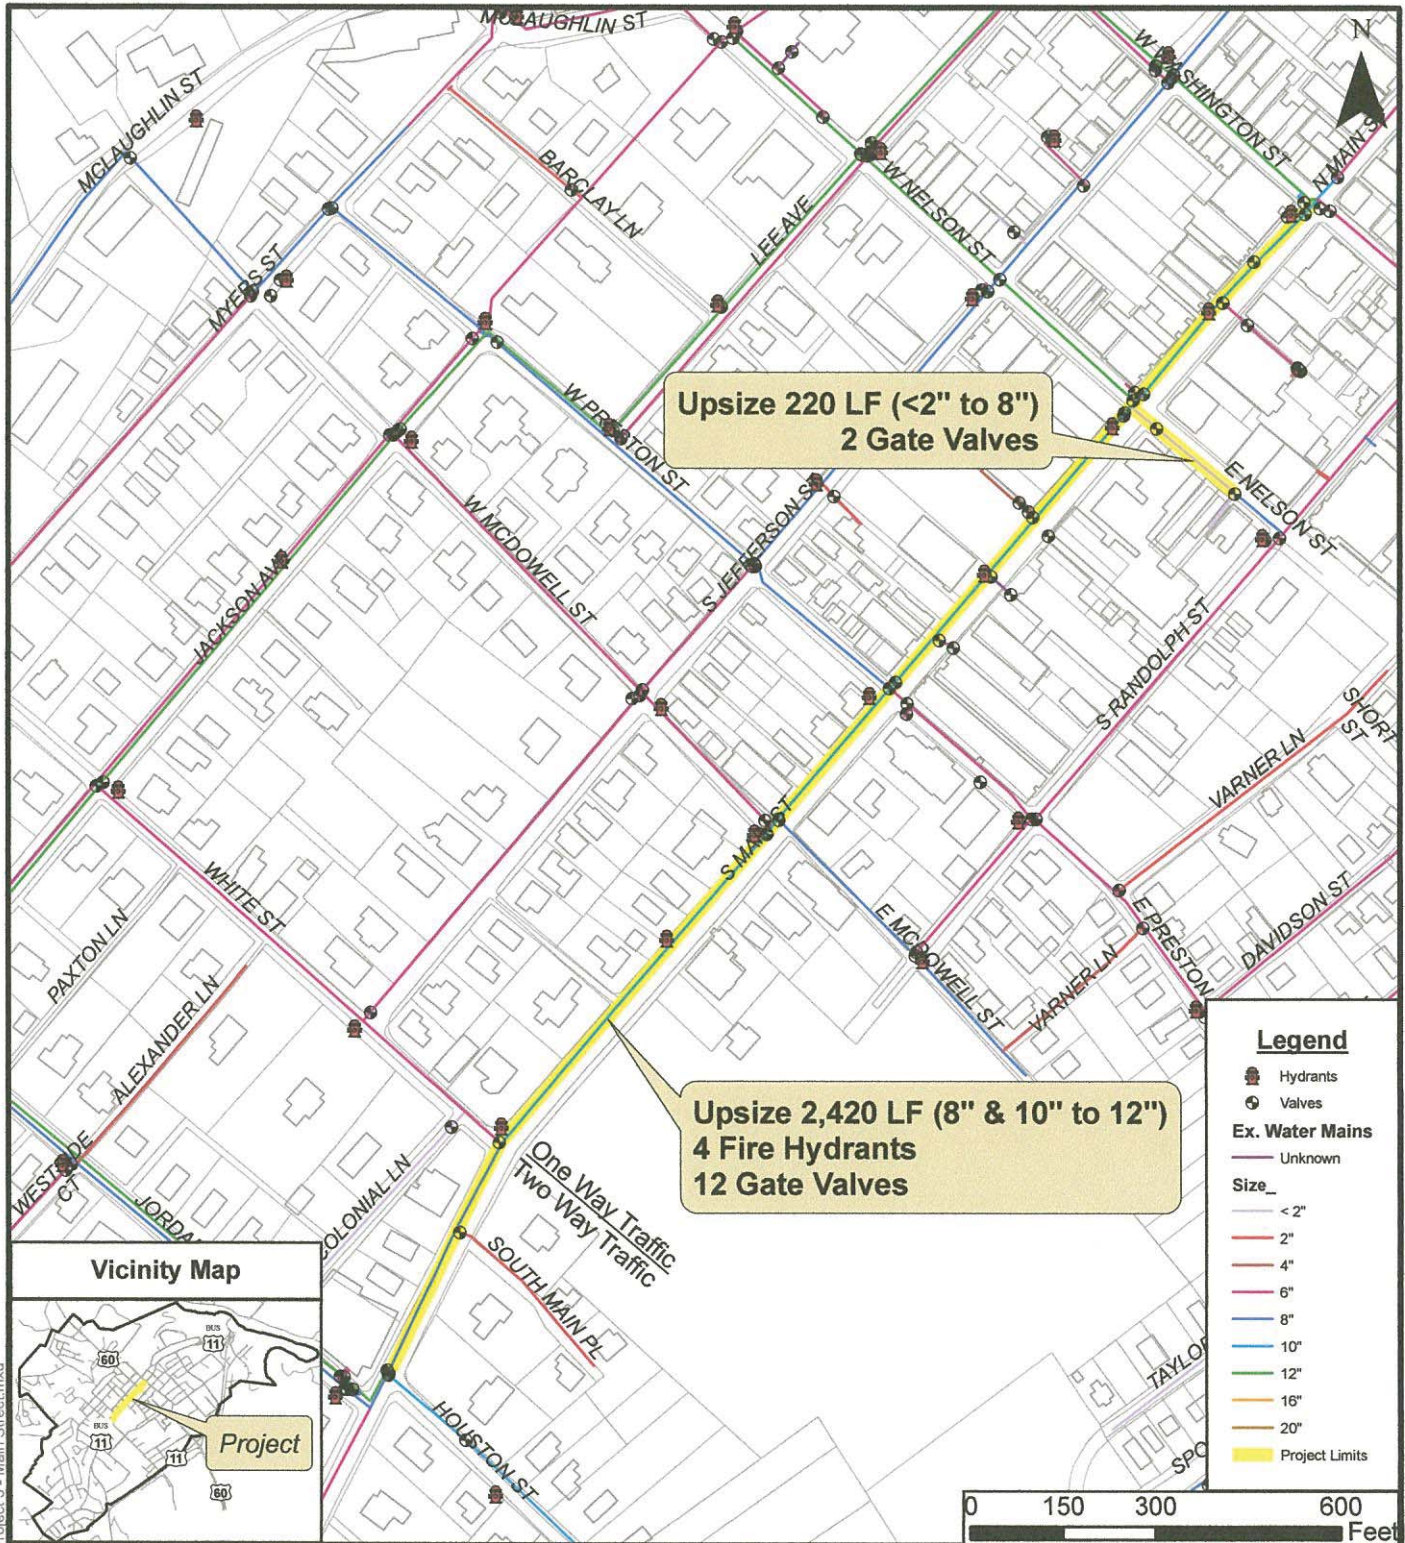 MCLAUGHLIN ST
MCLAUGHLIN ST
W WASHINGTON ST
N
N MAIN S
BARCLAY LN
LEE AVE
W NELSON ST
MYERS ST
W PRESTON ST
Upsize 220 LF (<2" to 8")
2 Gate Valves
E NELSON ST
W MCDOWELL ST
S JEFFERSON ST
JACKSON AV
S RANDOLPH ST
SHORT
ST
VARNER LN
S MAIN ST
WHITE ST
PAXTON LN
ALEXANDER LN
E MCDOWELL ST
E PRESTON
DAVIDSON ST
VARNER LN
Upsize 2,420 LF (8" & 10" to 12")
4 Fire Hydrants
12 Gate Valves
One Way Traffic
Two Way Traffic
WESTSIDE
CT
JORDA
COLONIAL LN
SOUTH MAIN PL
HOUSTON ST
TAYLOR
SPO
Legend
Hydrants
Valves
Ex. Water Mains
Unknown
Size_
< 2"
2"
4"
6"
8"
10"
12"
16"
20"
Project Limits
Vicinity Map
BUS
11
60
BUS
11
11
60
Project
0 150 300 600
Feet